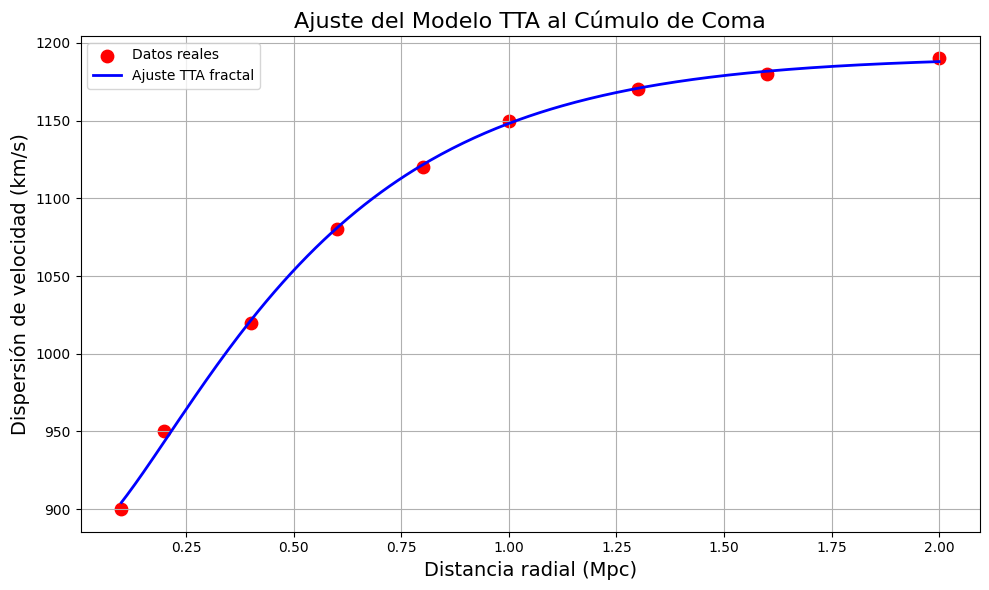 Ajuste del Modelo TTA al Cúmulo de Coma
Datos reales
Ajuste TTA fractal
1200
1150
1100
1050
1000
950
900
Dispersión de velocidad (km/s)
0.25 0.50 0.75 1.00 1.25 1.50 1.75 2.00
Distancia radial (Mpc)